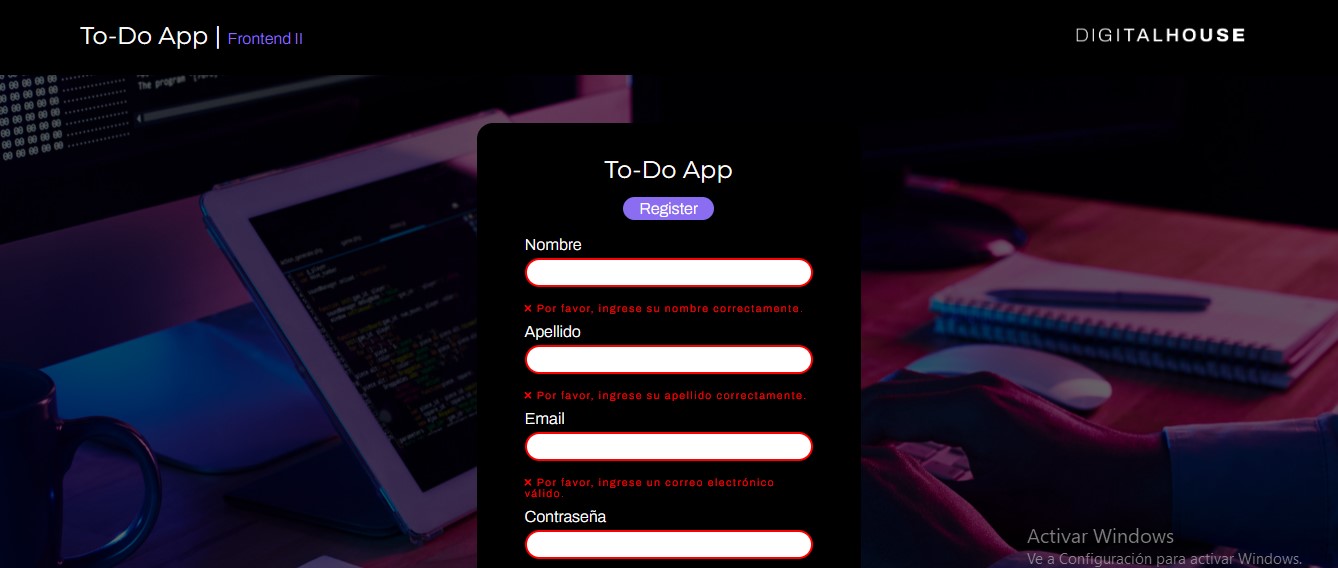 To-Do App | Frontend II
DIGITALHOUSE
The program
To-Do App
Register
Nombre
× Por favor, ingrese su nombre correctamente.
Apellido
× Por favor, ingrese su apellido correctamente.
Email
× Por favor, ingrese un correo electrónico
válido.
Contraseña
Activar Windows
Ve a Configuración para activar Windows.